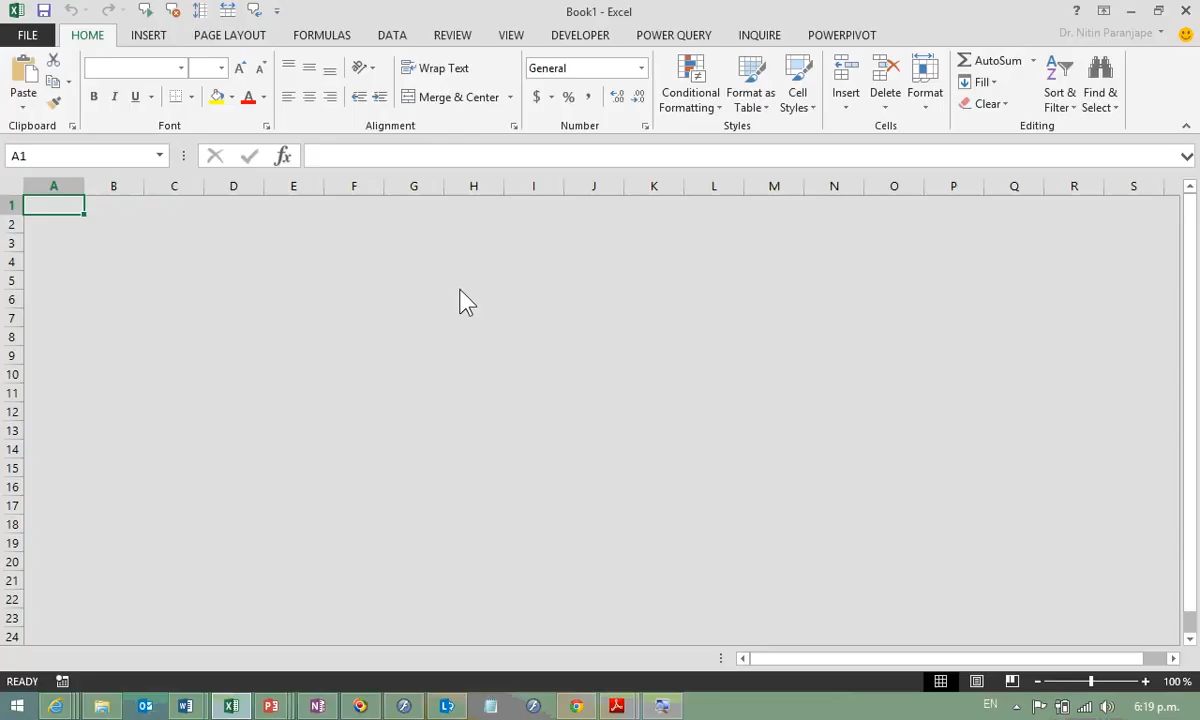 Book1 - Excel
?
FILE HOME INSERT PAGE LAYOUT FORMULAS DATA REVIEW VIEW DEVELOPER POWER QUERY INQUIRE POWERPIVOT Dr. Nitin Paranjape
Wrap Text General AutoSum
Paste Conditional Format as Cell Insert Delete Format Fill Sort & Find &
B I U A Merge & Center $ % Formatting Table Styles Clear Filter Select
Clipboard Font Alignment Number Styles Cells Editing
A1 fx
A B C D E F G H I J K L M N O P Q R S
1
2
3
4
5
6
7
8
9
10
11
12
13
14
15
16
17
18
19
20
21
22
23
24
READY 100 %
EN 6:19 p.m.